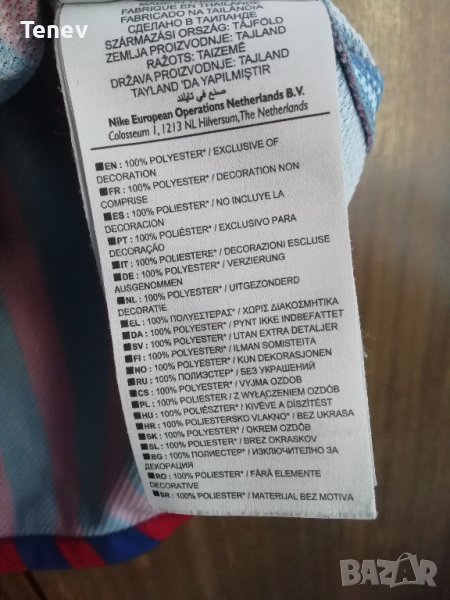 Tenev
FABRIQUÉ EN THAÏLANDE
FABRICADO NA TAILÂNDIA
СДЕЛАНО В ТАИЛАНДЕ
SZÁRMAZÁSI ORSZÁG: TÁJFÖLD
ZEMLJA PROIZVODNJE: TAJLAND
RAŽOTS: TAIZEMĒ
DRŽAVA PROIZVODNJE: TAJLAND
TAYLAND 'DA YAPILMIŞTIR
صنع في تايلند
Nike European Operations Netherlands B.V.
Colosseum 1, 1213 NL Hilversum, The Netherlands
EN : 100% POLYESTER* / EXCLUSIVE OF
DECORATION
FR : 100% POLYESTER* / DECORATION NON
COMPRISE
ES : 100% POLIÉSTER* / NO INCLUYE LA
DECORACION
PT : 100% POLIÉSTER* / EXCLUSIVO PARA
DECORAÇÃO
IT : 100% POLIESTERE* / DECORAZIONI ESCLUSE
DE : 100% POLYESTER* / VERZIERUNG
AUSGENOMMEN
NL : 100% POLYESTER* / UITGEZONDERD
DECORATIE
EL : 100% ΠΟΛΥΕΣΤΕΡΑΣ* / ΧΩΡΙΣ ΔΙΑΚΟΣΜΗΤΙΚΑ
DA : 100% POLYESTER* / PYNT IKKE INDBEFATTET
SV : 100% POLYESTER* / UTAN EXTRA DETALJER
FI : 100% POLYESTERI* / ILMAN SOMISTEITA
NO : 100% POLYESTER* / KUN DEKORASJONEN
RU : 100% ПОЛИЭСТЕР* / БЕЗ УКРАШЕНИЙ
CS : 100% POLYESTER* / VYJMA OZDOB
PL : 100% POLIESTER* / Z WYŁĄCZENIEM OZDÓB
HU : 100% POLIÉSZTER* / KIVÉVE A DÍSZÍTÉST
HR : 100% POLIESTERSKO VLAKNO* / BEZ UKRASA
SK : 100% POLYESTER* / OKREM OZDÔB
SL : 100% POLIESTER* / BREZ OKRASKOV
BG : 100% ПОЛИЕСТЕР* / ИЗКЛЮЧИТЕЛНО ЗА
ДЕКОРАЦИЯ
RO : 100% POLIESTER* / FĂRĂ ELEMENTE
DECORATIVE
SR : 100% POLIESTER* / MATERIJAL BEZ MOTIVA
BAZAR